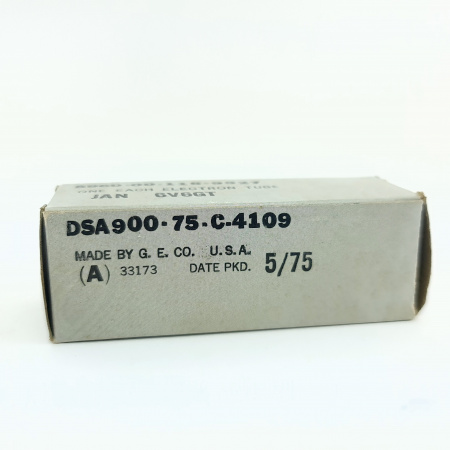 ONE EACH ELECTRON TUBE
JAN 6V6GT
DSA900-75-C-4109
MADE BY G. E. CO. U.S.A.
(A) 33173 DATE PKD. 5/75